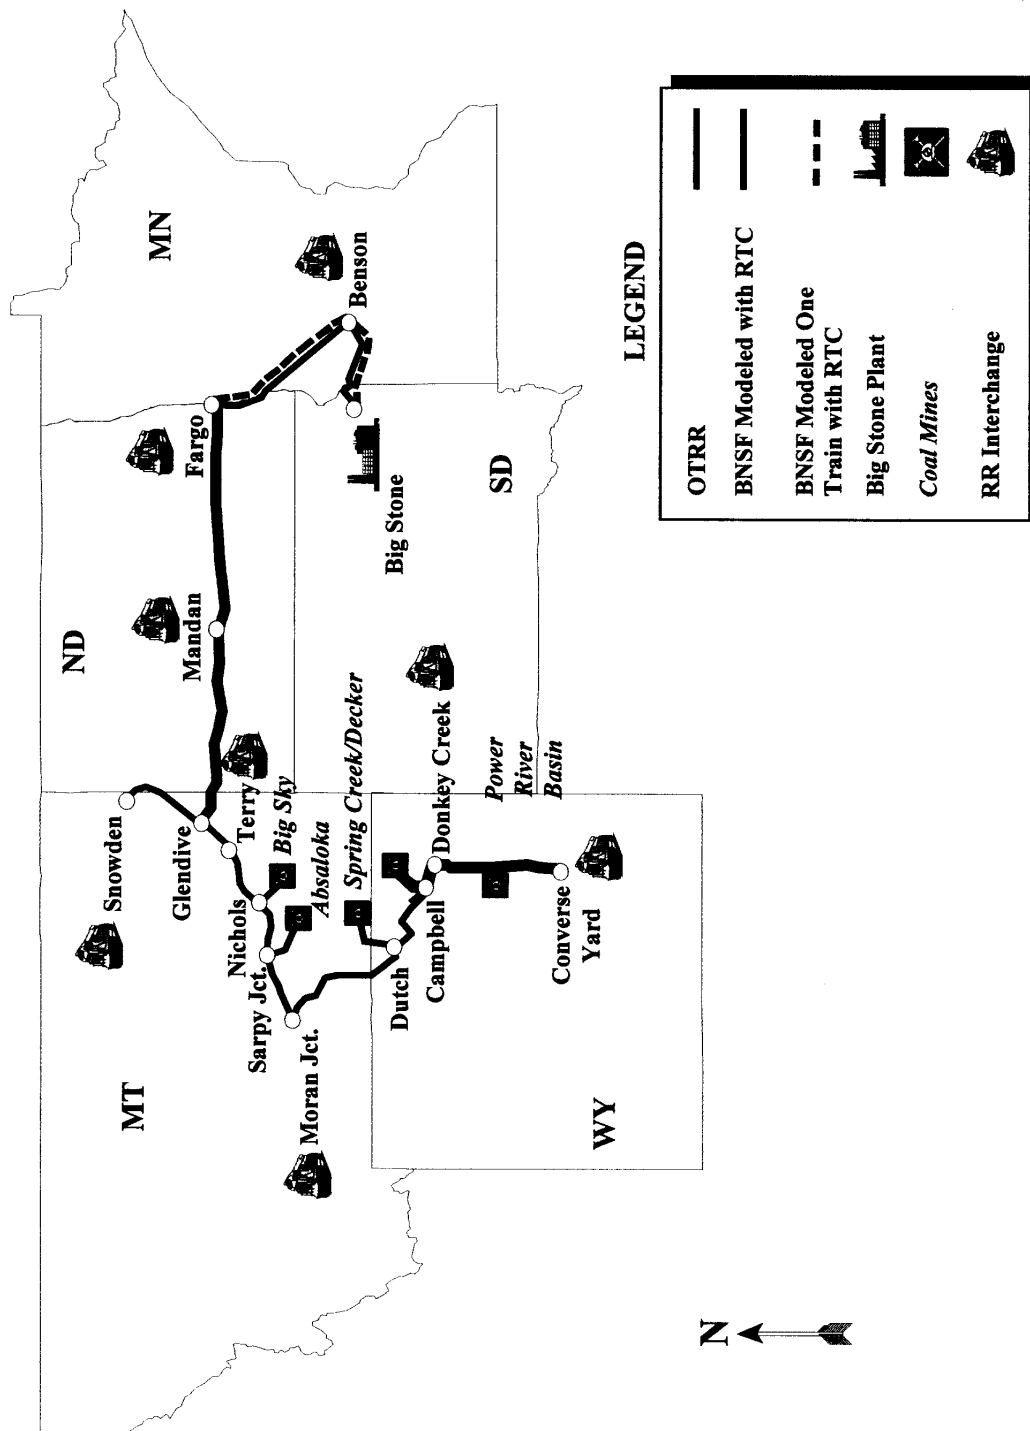 MT
ND
MN
Snowden
Glendive
Terry
Mandan
Fargo
Nichols
Big Sky
Sarpy Jct.
Absaloka
Moran Jct.
Spring Creek/Decker
Benson
Big Stone
Dutch
Campbell
Donkey Creek
Power
River
Basin
SD
Converse
Yard
WY
N
LEGEND
OTRR
BNSF Modeled with RTC
BNSF Modeled One
Train with RTC
Big Stone Plant
Coal Mines
RR Interchange